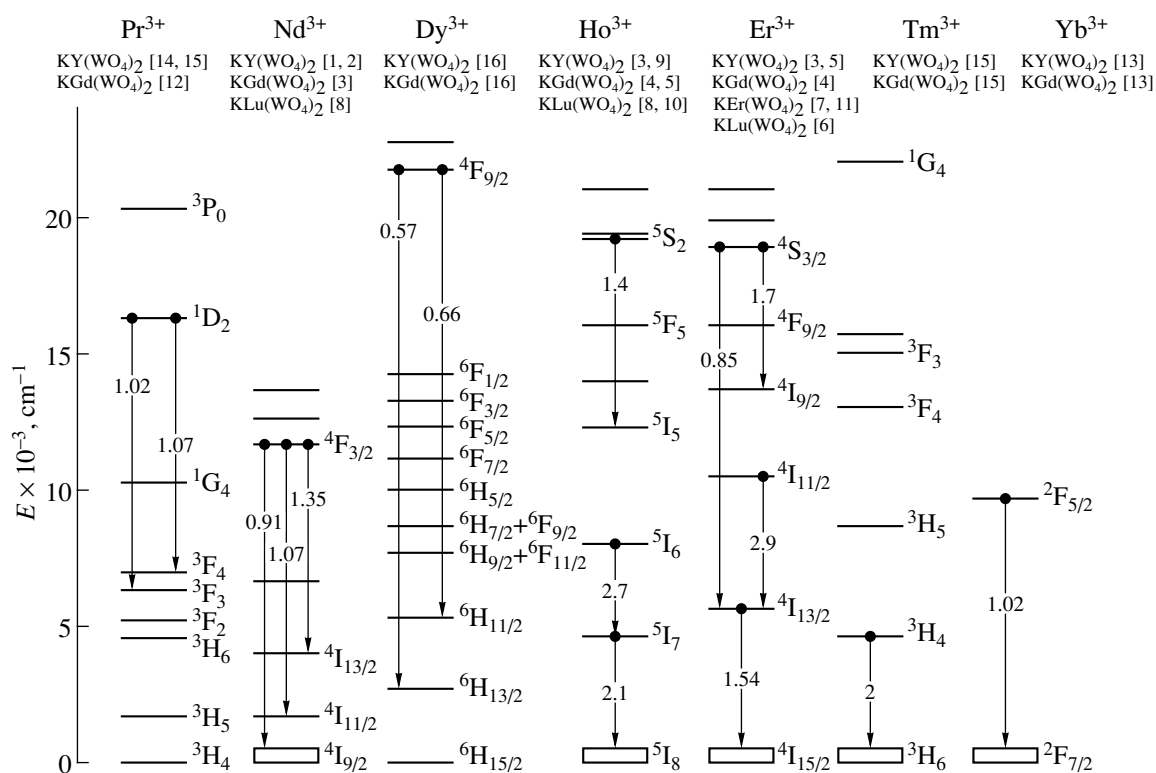 Pr³⁺ Nd³⁺ Dy³⁺ Ho³⁺ Er³⁺ Tm³⁺ Yb³⁺
KY(WO₄)₂ [14, 15] KY(WO₄)₂ [1, 2] KY(WO₄)₂ [16] KY(WO₄)₂ [3, 9] KY(WO₄)₂ [3, 5] KY(WO₄)₂ [15] KY(WO₄)₂ [13]
KGd(WO₄)₂ [12] KGd(WO₄)₂ [3] KGd(WO₄)₂ [16] KGd(WO₄)₂ [4, 5] KGd(WO₄)₂ [4] KGd(WO₄)₂ [15] KGd(WO₄)₂ [13]
KLu(WO₄)₂ [8] KLu(WO₄)₂ [8, 10] KEr(WO₄)₂ [7, 11]
KLu(WO₄)₂ [6]
E × 10⁻³, cm⁻¹
20
15
10
5
0
³P₀
¹D₂
1.02
1.07
¹G₄
³F₄
³F₃
³F₂
³H₆
³H₅
³H₄
⁴F₃/₂
1.35
0.91
1.07
⁴I₁₃/₂
⁴I₁₁/₂
⁴I₉/₂
⁴F₉/₂
0.57
0.66
⁶F₁/₂
⁶F₃/₂
⁶F₅/₂
⁶F₇/₂
⁶H₅/₂
⁶H₇/₂+⁶F₉/₂
⁶H₉/₂+⁶F₁₁/₂
⁶H₁₁/₂
⁶H₁₃/₂
⁶H₁₅/₂
⁵S₂
1.4
⁵F₅
⁵I₅
⁵I₆
2.7
⁵I₇
2.1
⁵I₈
⁴S₃/₂
1.7
⁴F₉/₂
0.85
⁴I₉/₂
⁴I₁₁/₂
2.9
⁴I₁₃/₂
1.54
⁴I₁₅/₂
¹G₄
³F₃
³F₄
³H₅
³H₄
2
³H₆
²F₅/₂
1.02
²F₇/₂